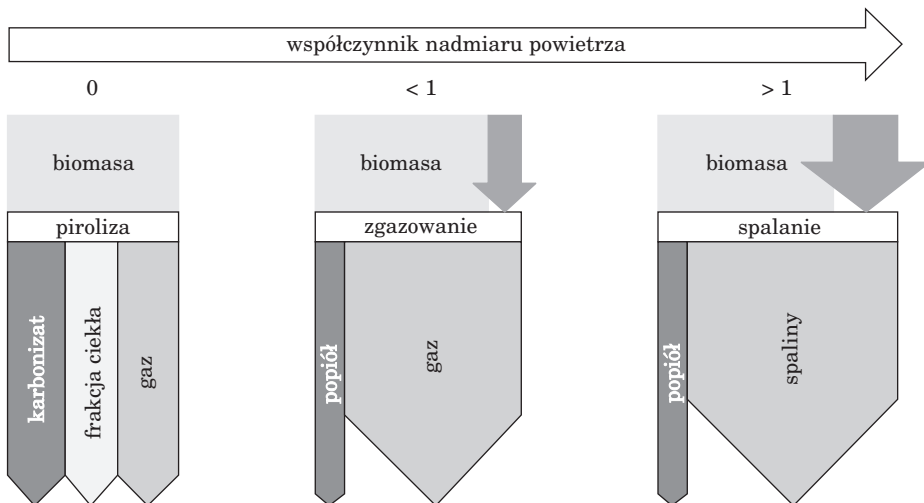 współczynnik nadmiaru powietrza
0
< 1
> 1
biomasa
biomasa
biomasa
piroliza
zgazowanie
spalanie
karbonizat
frakcja ciekła
gaz
popiół
gaz
popiół
spaliny